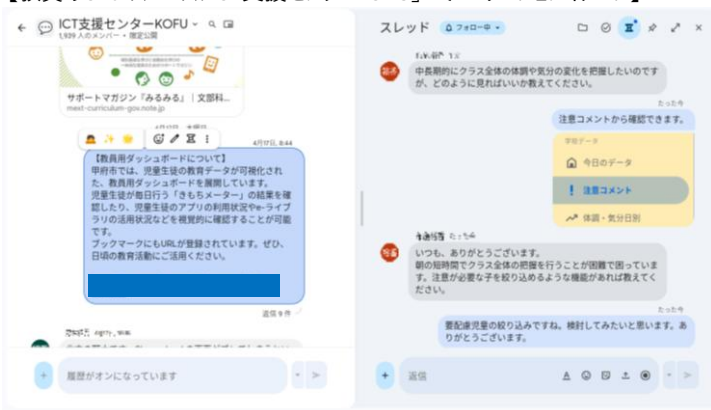 ICT支援センターKOFU
1,939 人のメンバー・限定公開
サポートマガジン『みるみる』｜文部科...
mext-curriculum-gov.note.jp
4月17日, 8:44
【教員用ダッシュボードについて】
甲府市では、児童生徒の教育データが可視化され
た、教員用ダッシュボードを展開しています。
児童生徒が毎日行う「きもちメーター」の結果を確
認したり、児童生徒のアプリの利用状況やe-ライブ
ラリの活用状況などを視覚的に確認することが可能
です。
ブックマークにもURLが登録されています。ぜひ、
日頃の教育活動にご活用ください。
返信 9 件
履歴がオンになっています
スレッド
フォロー中
中長期的にクラス全体の体調や気分の変化を把握したいのです
が、どのように見ればいいか教えてください。
たった今
注意コメントから確認できます。
学校データ
今日のデータ
注意コメント
体調・気分日別
たった今
いつも、ありがとうございます。
朝の短時間でクラス全体の把握を行うことが困難で困っていま
す。注意が必要な子を絞り込めるような機能があれば教えてく
ださい。
たった今
要配慮児童の絞り込みですね。検討してみたいと思います。あ
りがとうございます。
返信